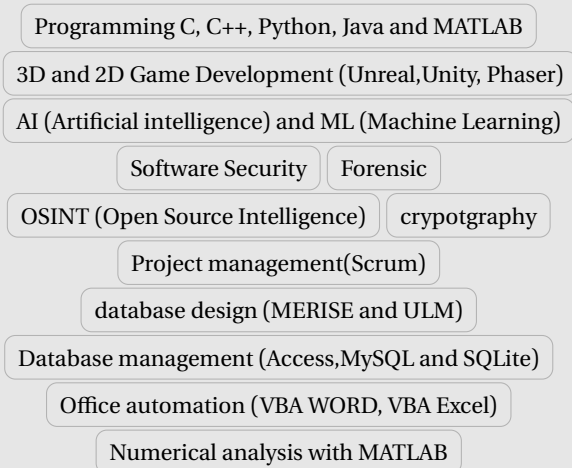 Programming C, C++, Python, Java and MATLAB
3D and 2D Game Development (Unreal,Unity, Phaser)
AI (Artificial intelligence) and ML (Machine Learning)
Software Security Forensic
OSINT (Open Source Intelligence) crypotgraphy
Project management(Scrum)
database design (MERISE and ULM)
Database management (Access,MySQL and SQLite)
Office automation (VBA WORD, VBA Excel)
Numerical analysis with MATLAB